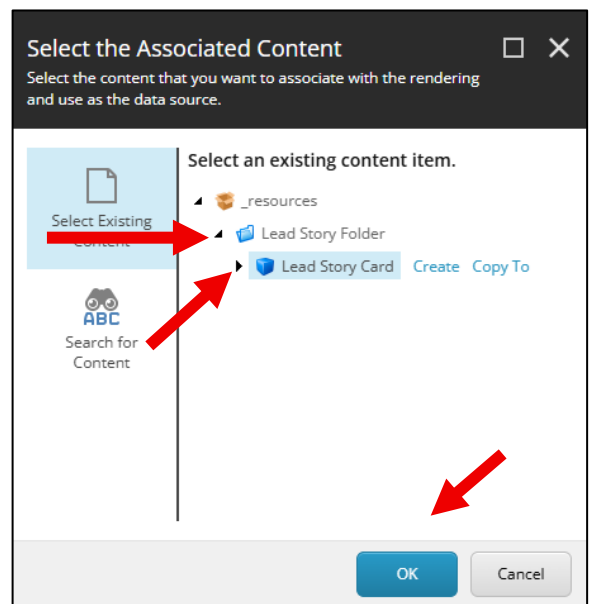 Select the Associated Content
Select the content that you want to associate with the rendering
and use as the data source.
Select Existing
Content
ABC
Search for
Content
Select an existing content item.
_resources
Lead Story Folder
Lead Story Card Create Copy To
OK Cancel